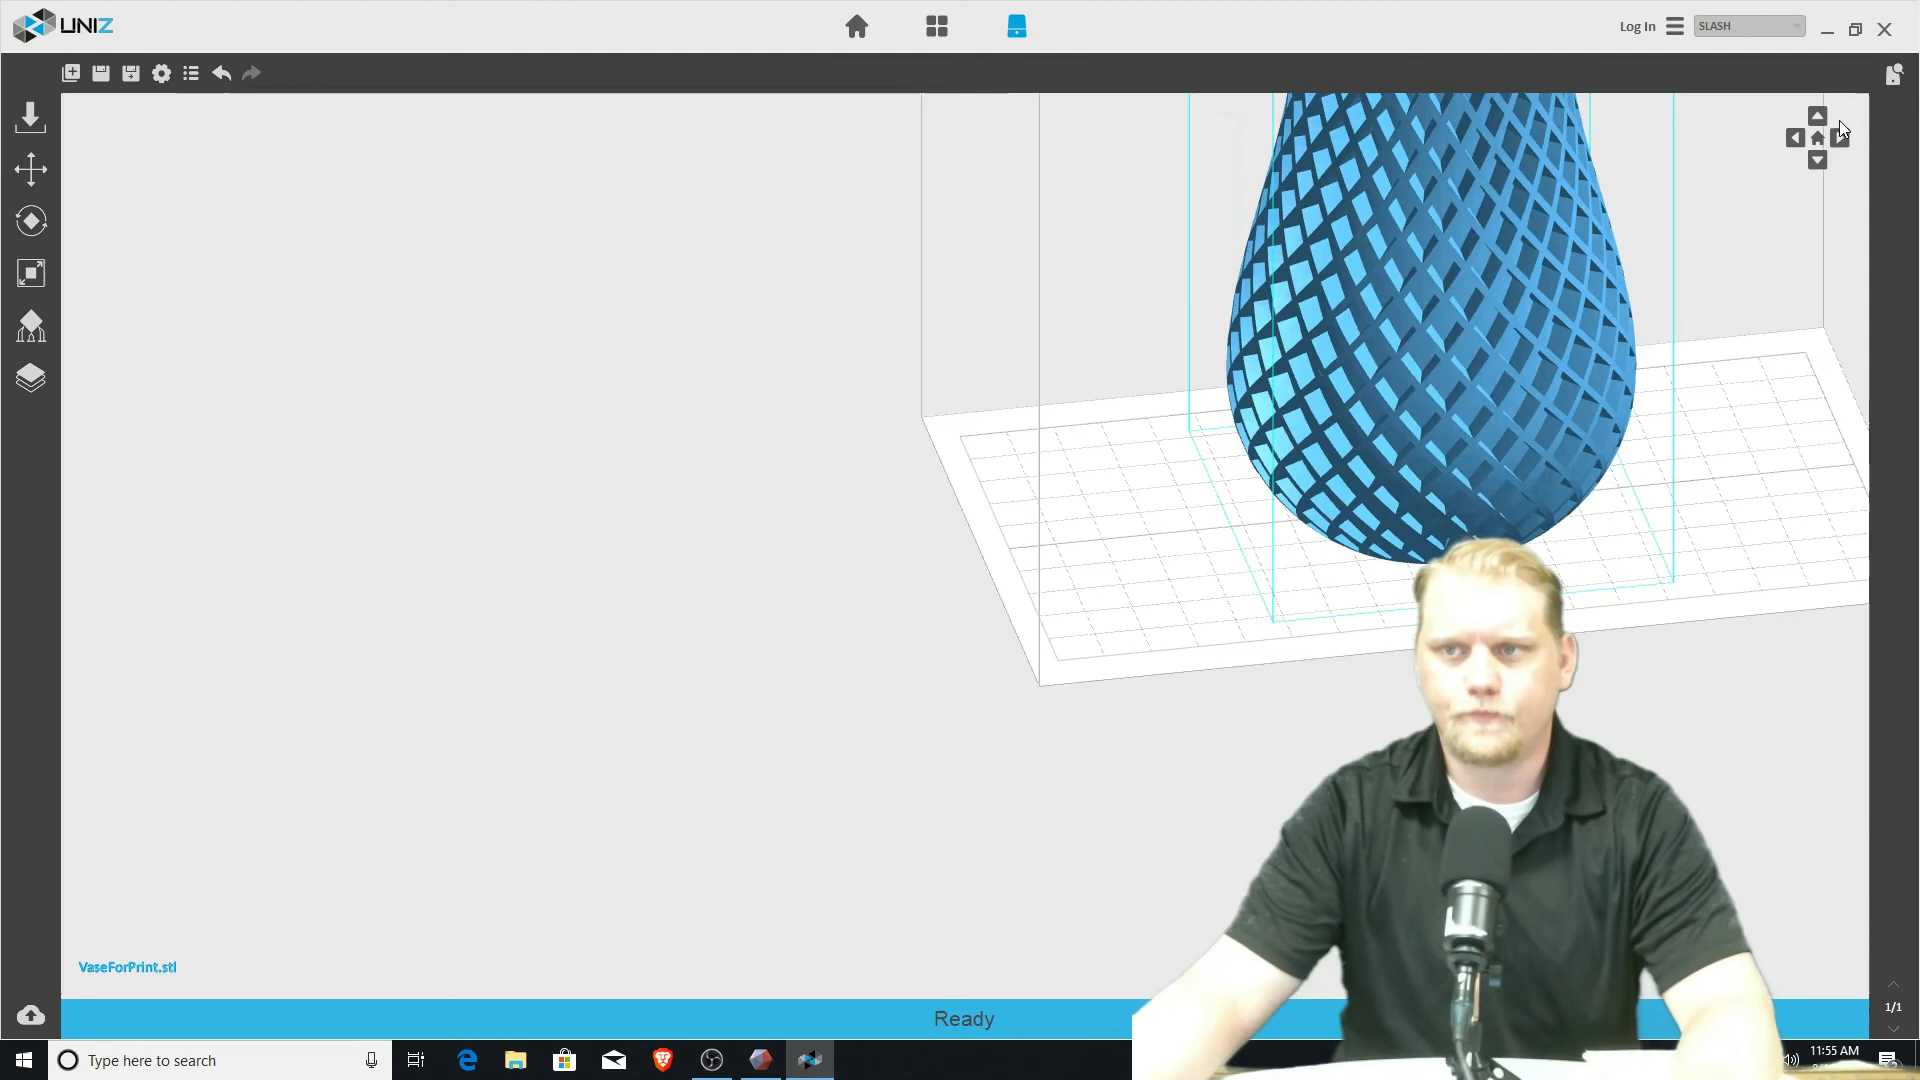 UNIZ
Log In
SLASH
VaseForPrint.stl
Ready
1/1
Type here to search
11:55 AM